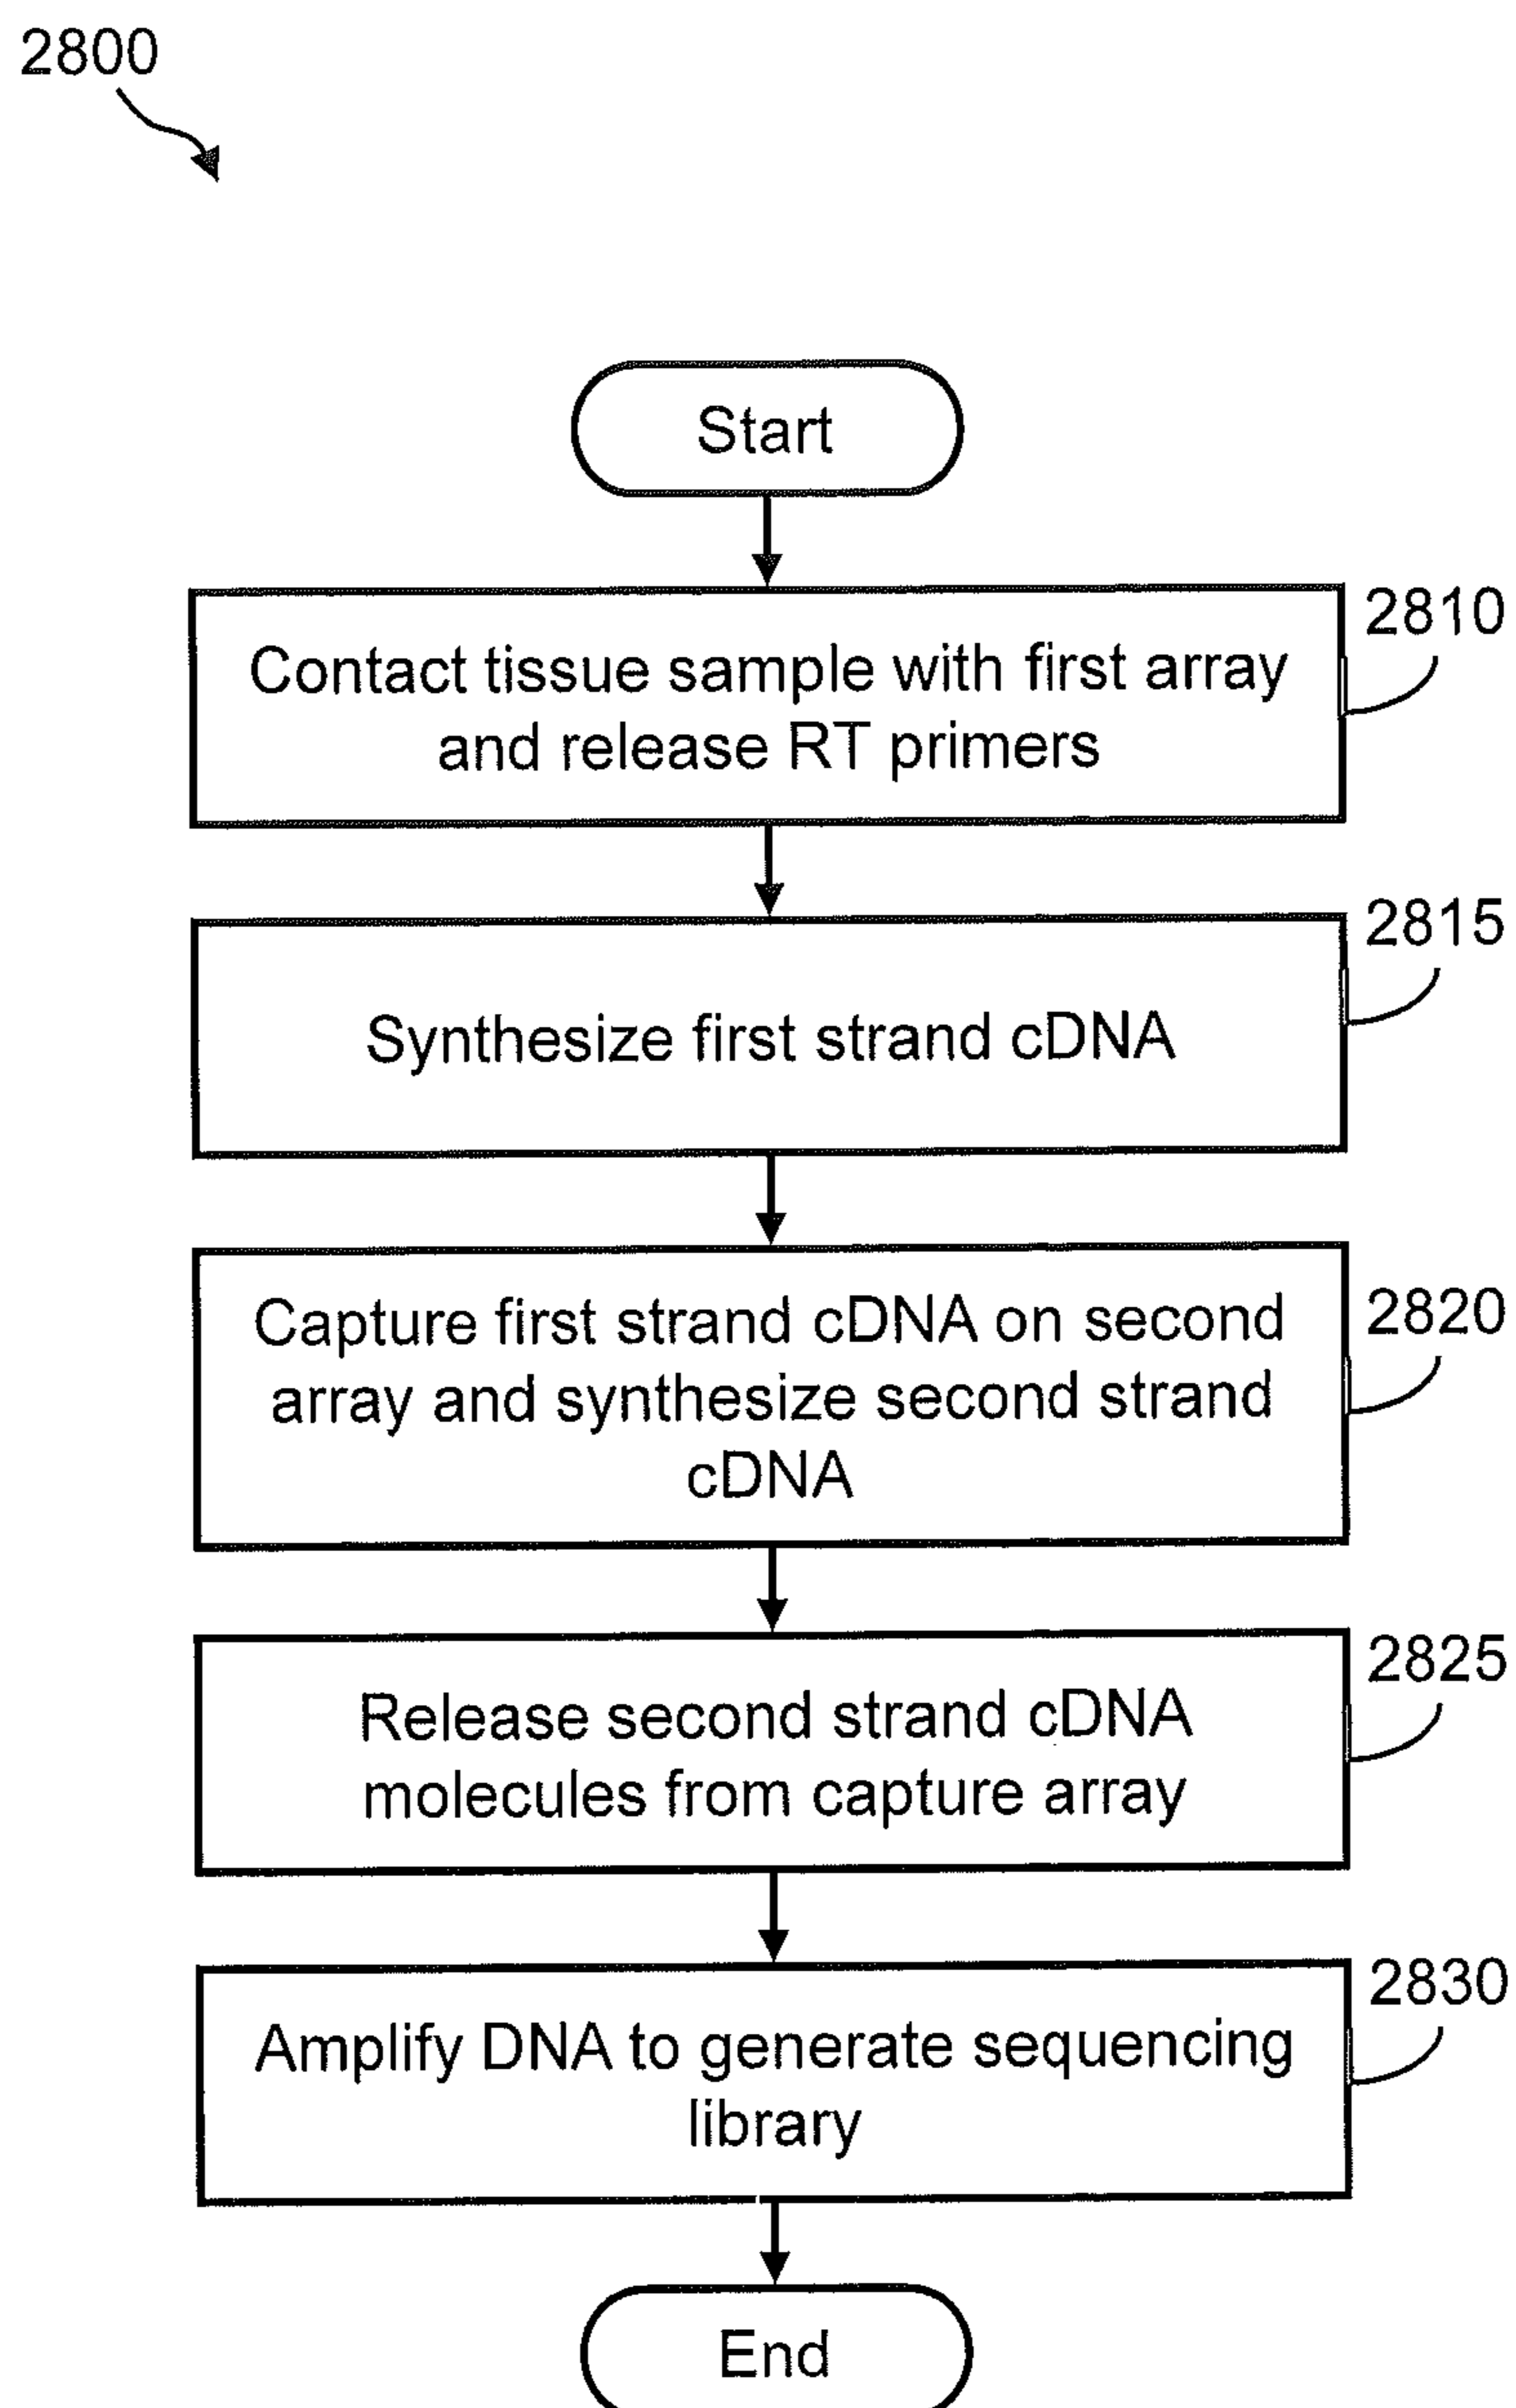 2800
Start
Contact tissue sample with first array
and release RT primers
2810
Synthesize first strand cDNA
2815
Capture first strand cDNA on second
array and synthesize second strand
cDNA
2820
Release second strand cDNA
molecules from capture array
2825
Amplify DNA to generate sequencing
library
2830
End